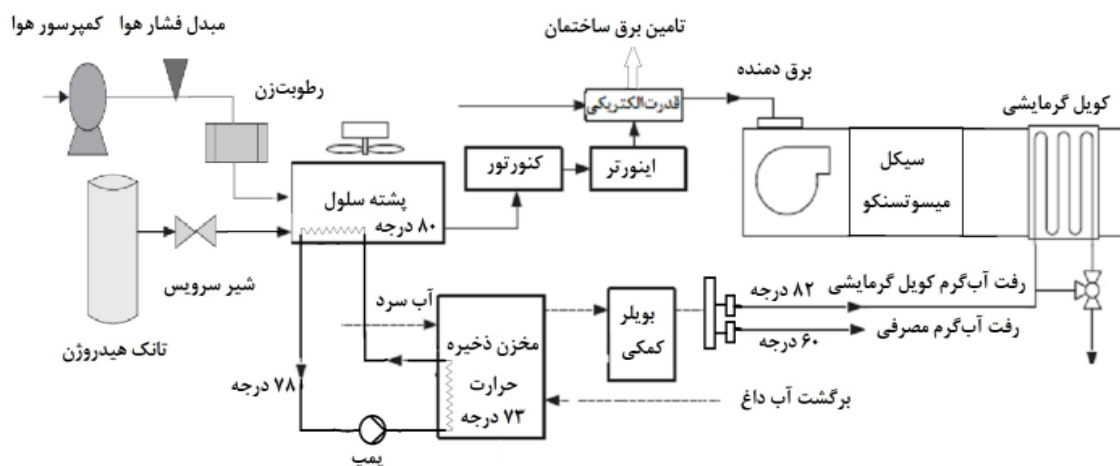 کمپرسور هوا
مبدل فشار هوا
رطوبت‌زن
تامین برق ساختمان
قدرت‌الکتریکی
برق دمنده
کویل گرمایشی
کنورتور
اینورتر
سیکل
میسوتسنکو
پشته سلول
۸۰ درجه
شیر سرویس
تانک هیدروژن
آب سرد
مخزن ذخیره
حرارت
۷۳ درجه
۷۸ درجه
پمپ
بویلر
کمکی
۸۲ درجه
رفت آب‌گرم کویل گرمایشی
۶۰ درجه
رفت آب‌گرم مصرفی
برگشت آب داغ